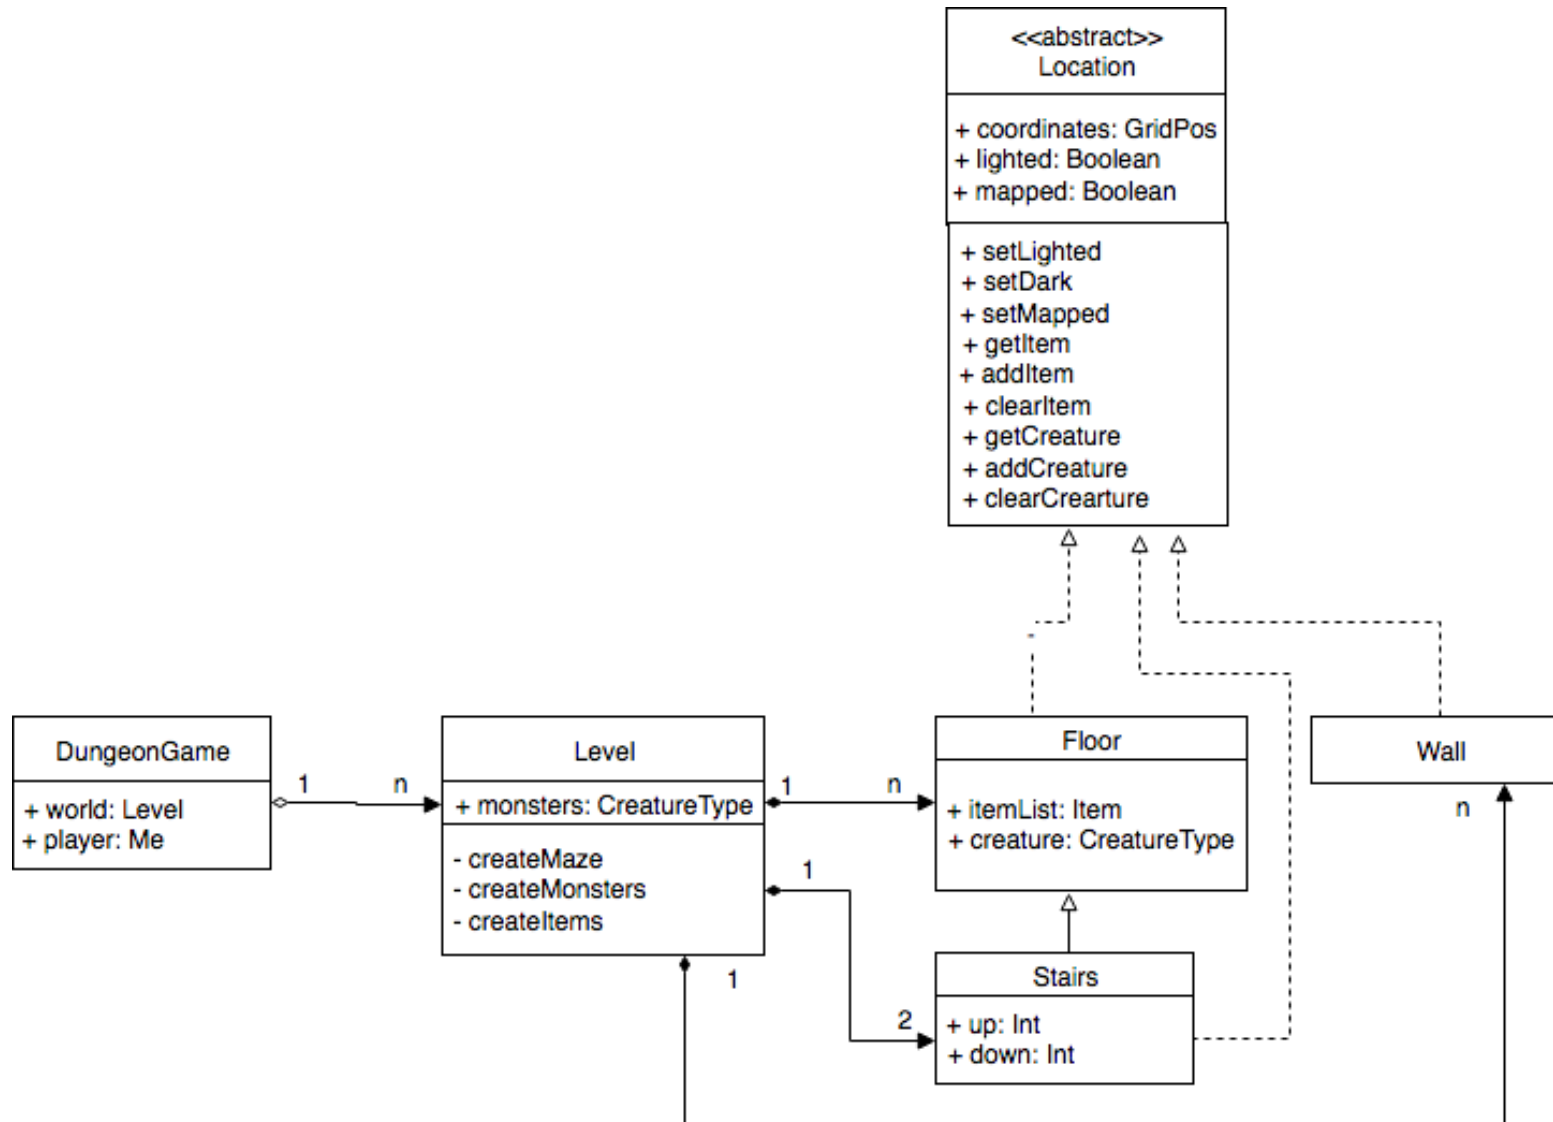 <<abstract>>
Location
+ coordinates: GridPos
+ lighted: Boolean
+ mapped: Boolean
+ setLighted
+ setDark
+ setMapped
+ getItem
+ addItem
+ clearItem
+ getCreature
+ addCreature
+ clearCrearture
DungeonGame
+ world: Level
+ player: Me
1
n
Level
+ monsters: CreatureType
- createMaze
- createMonsters
- createItems
1
n
1
2
1
Floor
+ itemList: Item
+ creature: CreatureType
Stairs
+ up: Int
+ down: Int
Wall
n